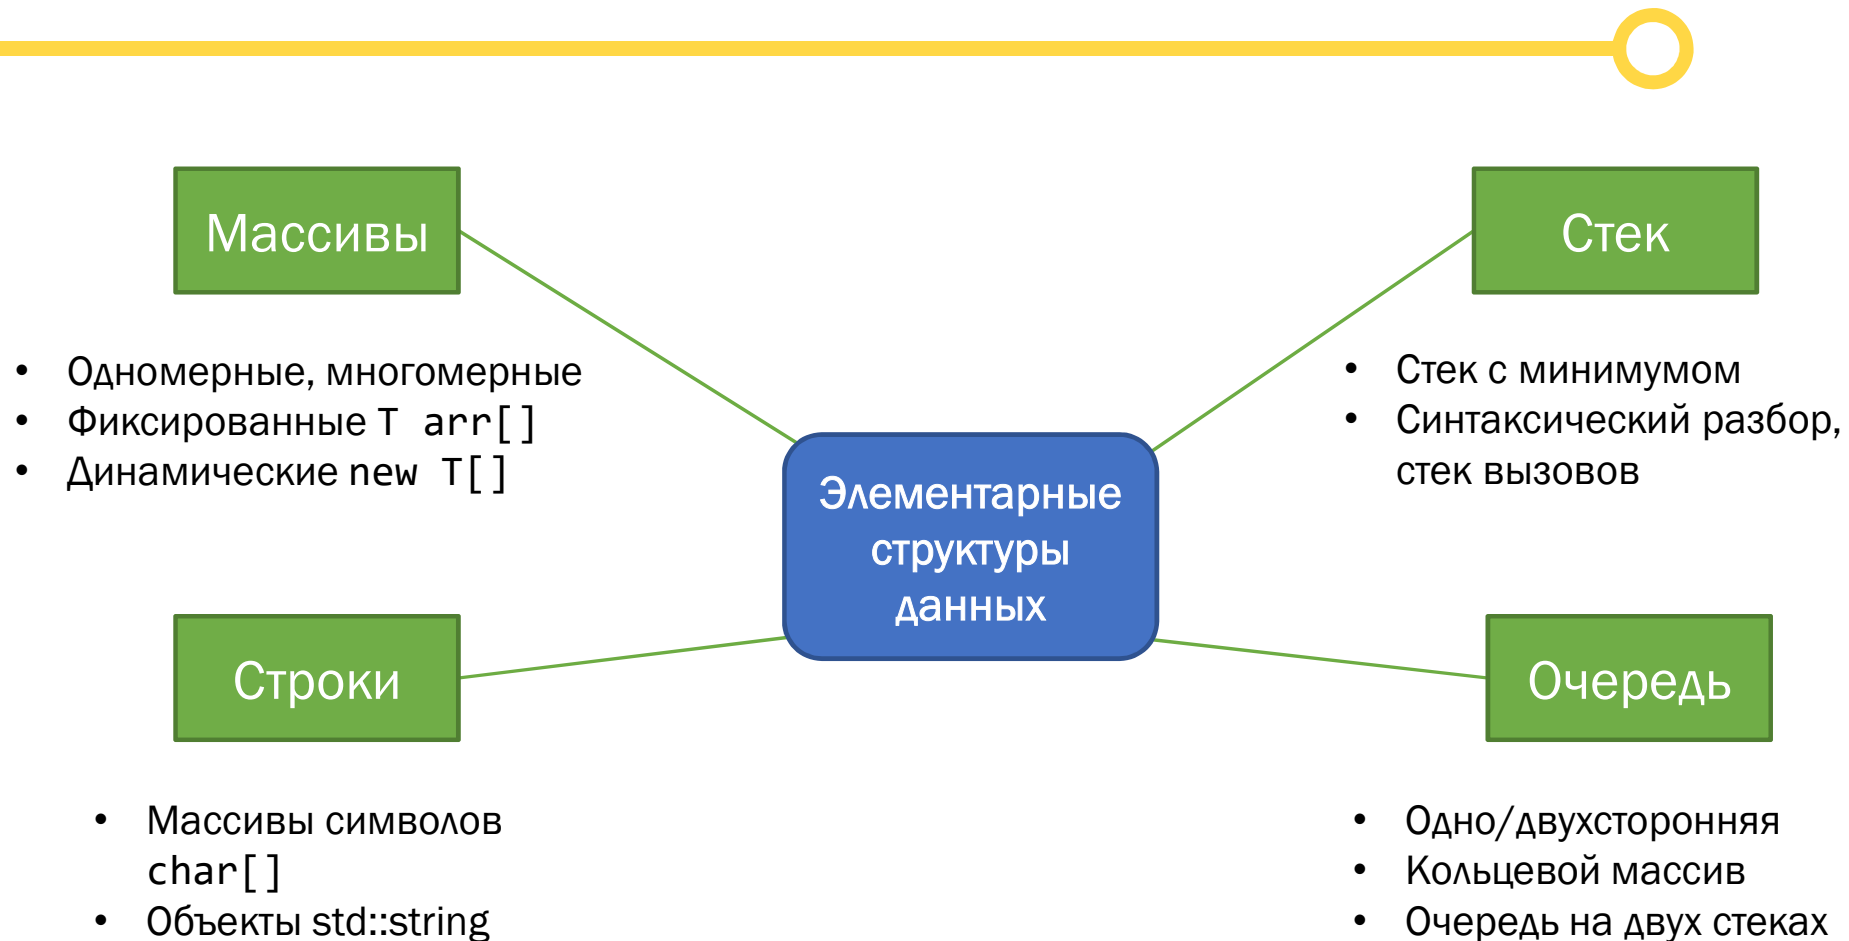 Массивы
• Одномерные, многомерные
• Фиксированные T arr[]
• Динамические new T[]
Стек
• Стек с минимумом
• Синтаксический разбор,
стек вызовов
Элементарные
структуры
данных
Строки
• Массивы символов
char[]
• Объекты std::string
Очередь
• Одно/двухсторонняя
• Кольцевой массив
• Очередь на двух стеках